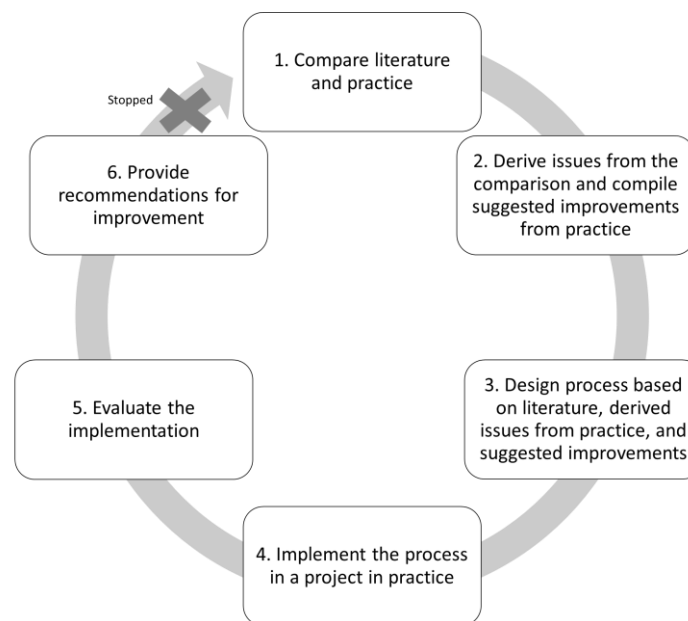 1. Compare literature
and practice
Stopped
2. Derive issues from the
comparison and compile
suggested improvements
from practice
3. Design process based
on literature, derived
issues from practice, and
suggested improvements
4. Implement the process
in a project in practice
5. Evaluate the
implementation
6. Provide
recommendations for
improvement